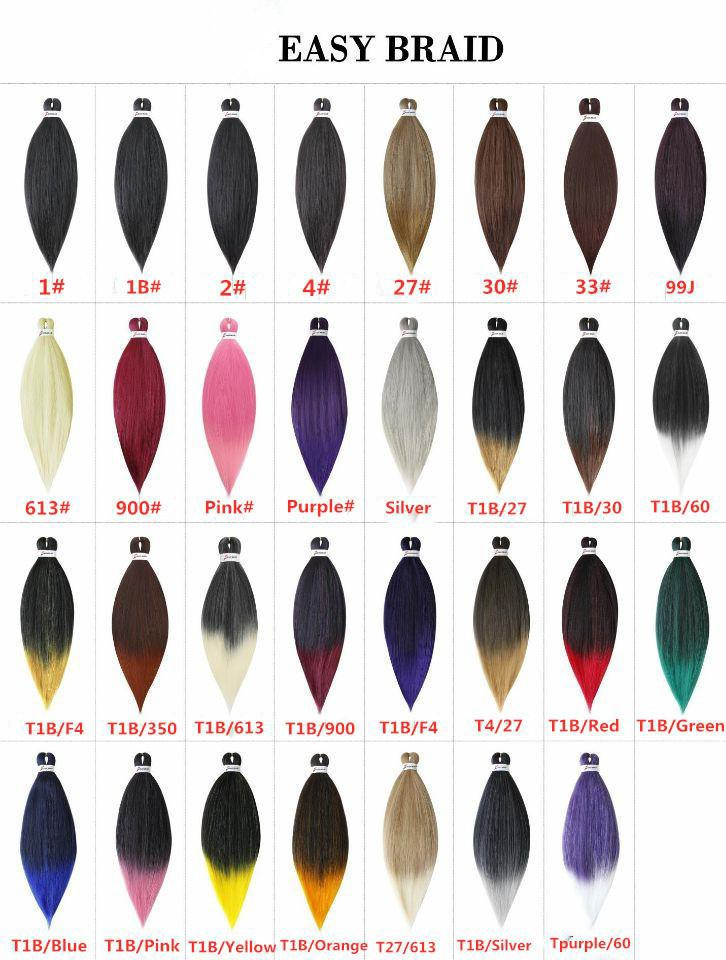 EASY BRAID
1# 1B# 2# 4# 27# 30# 33# 99J
613# 900# Pink# Purple# Silver T1B/27 T1B/30 T1B/60
T1B/F4 T1B/350 T1B/613 T1B/900 T1B/F4 T4/27 T1B/Red T1B/Green
T1B/Blue T1B/Pink T1B/Yellow T1B/Orange T27/613 T1B/Silver Tpurple/60